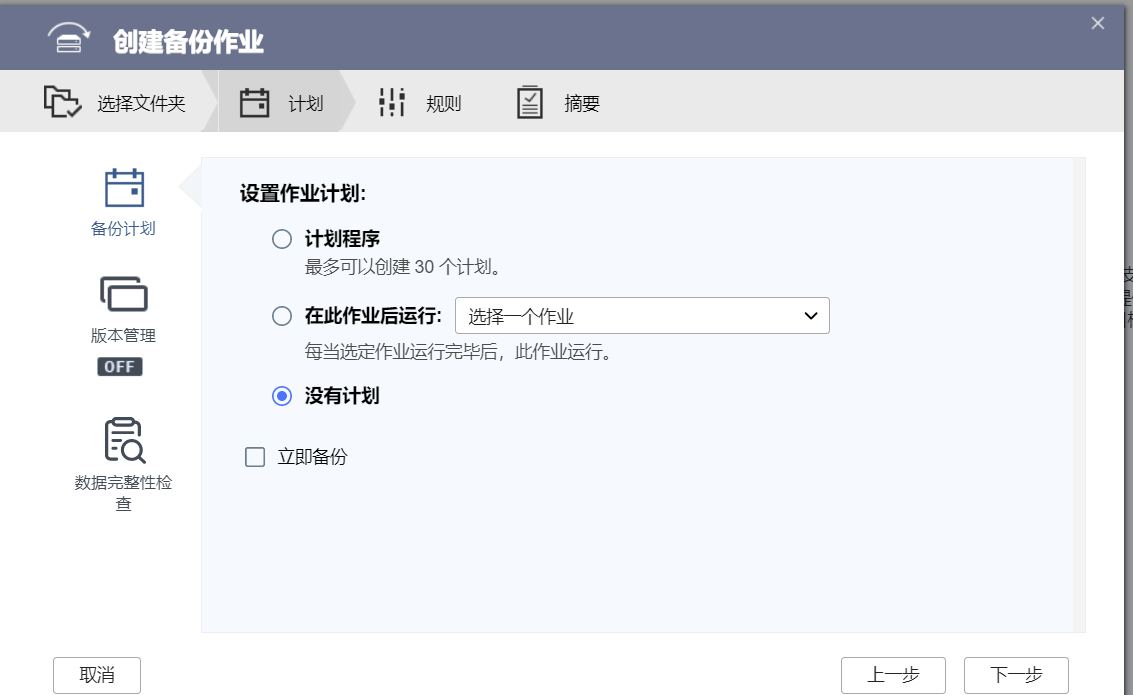 创建备份作业
选择文件夹
计划
规则
摘要
备份计划
版本管理
OFF
数据完整性检
查
设置作业计划:
计划程序
最多可以创建 30 个计划。
在此作业后运行: 选择一个作业
每当选定作业运行完毕后，此作业运行。
没有计划
立即备份
取消
上一步
下一步